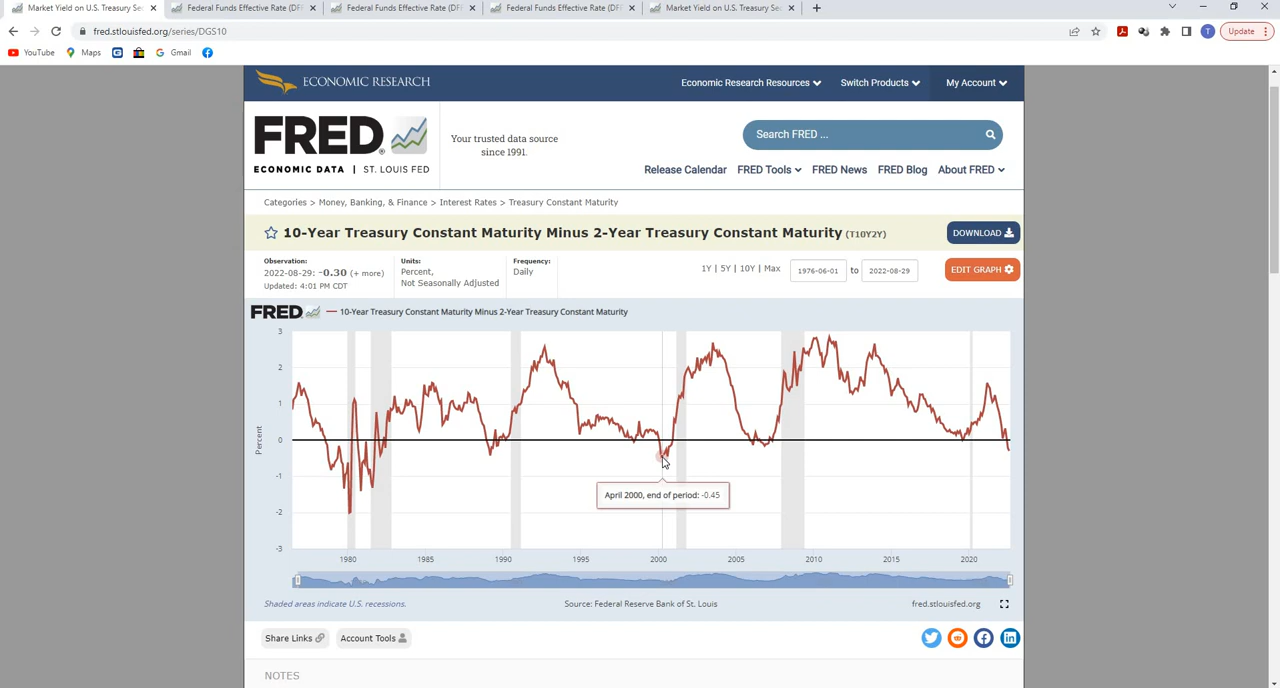 Market Yield on U.S. Treasury Se
Federal Funds Effective Rate (DFF
Federal Funds Effective Rate (DFF
Federal Funds Effective Rate (DFF
Market Yield on U.S. Treasury Sec
fred.stlouisfed.org/series/DGS10
T
Update
YouTube
Maps
Gmail
ECONOMIC RESEARCH
Economic Research Resources
Switch Products
My Account
FRED
ECONOMIC DATA | ST. LOUIS FED
Your trusted data source
since 1991.
Search FRED ...
Release Calendar
FRED Tools
FRED News
FRED Blog
About FRED
Categories > Money, Banking, & Finance > Interest Rates > Treasury Constant Maturity
10-Year Treasury Constant Maturity Minus 2-Year Treasury Constant Maturity (T10Y2Y)
DOWNLOAD
Observation:
2022-08-29: -0.30 (+ more)
Updated: 4:01 PM CDT
Units:
Percent,
Not Seasonally Adjusted
Frequency:
Daily
1Y | 5Y | 10Y | Max
1976-06-01
to
2022-08-29
EDIT GRAPH
FRED
10-Year Treasury Constant Maturity Minus 2-Year Treasury Constant Maturity
3
2
1
0
-1
-2
-3
Percent
April 2000, end of period: -0.45
1980
1985
1990
1995
2000
2005
2010
2015
2020
Shaded areas indicate U.S. recessions.
Source: Federal Reserve Bank of St. Louis
fred.stlouisfed.org
Share Links
Account Tools
NOTES